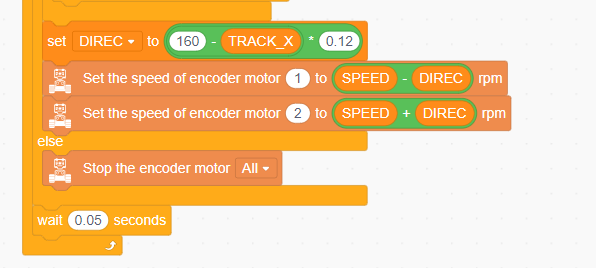 set DIREC to 160 - TRACK_X * 0.12
Set the speed of encoder motor 1 to SPEED - DIREC rpm
Set the speed of encoder motor 2 to SPEED + DIREC rpm
else
Stop the encoder motor All
wait 0.05 seconds